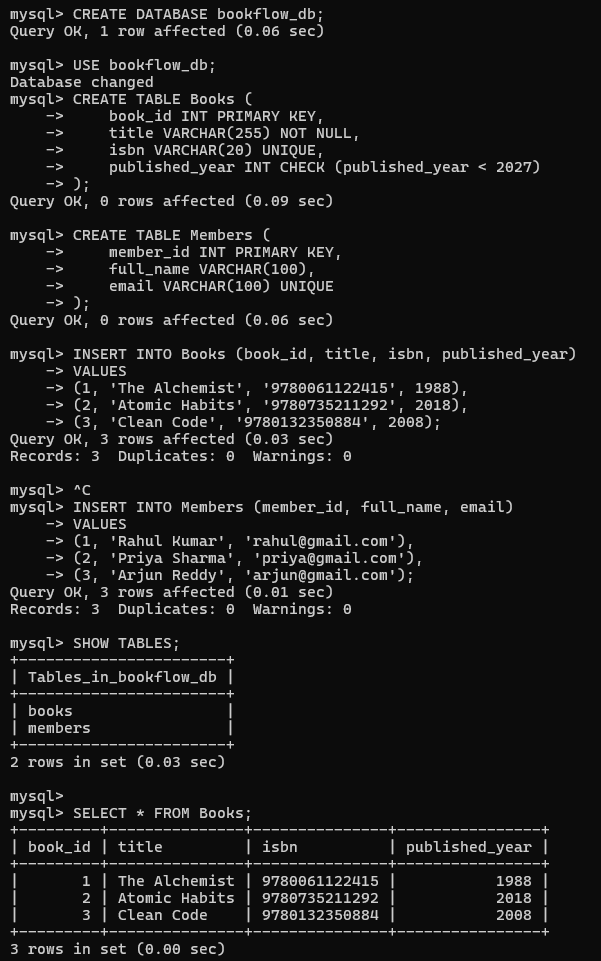 mysql> CREATE DATABASE bookflow_db;
Query OK, 1 row affected (0.06 sec)

mysql> USE bookflow_db;
Database changed
mysql> CREATE TABLE Books (
    ->     book_id INT PRIMARY KEY,
    ->     title VARCHAR(255) NOT NULL,
    ->     isbn VARCHAR(20) UNIQUE,
    ->     published_year INT CHECK (published_year < 2027)
    -> );
Query OK, 0 rows affected (0.09 sec)

mysql> CREATE TABLE Members (
    ->     member_id INT PRIMARY KEY,
    ->     full_name VARCHAR(100),
    ->     email VARCHAR(100) UNIQUE
    -> );
Query OK, 0 rows affected (0.06 sec)

mysql> INSERT INTO Books (book_id, title, isbn, published_year)
    -> VALUES
    -> (1, 'The Alchemist', '9780061122415', 1988),
    -> (2, 'Atomic Habits', '9780735211292', 2018),
    -> (3, 'Clean Code', '9780132350884', 2008);
Query OK, 3 rows affected (0.03 sec)
Records: 3  Duplicates: 0  Warnings: 0

mysql> ^C
mysql> INSERT INTO Members (member_id, full_name, email)
    -> VALUES
    -> (1, 'Rahul Kumar', 'rahul@gmail.com'),
    -> (2, 'Priya Sharma', 'priya@gmail.com'),
    -> (3, 'Arjun Reddy', 'arjun@gmail.com');
Query OK, 3 rows affected (0.01 sec)
Records: 3  Duplicates: 0  Warnings: 0

mysql> SHOW TABLES;
+-----------------------+
| Tables_in_bookflow_db |
+-----------------------+
| books                 |
| members               |
+-----------------------+
2 rows in set (0.03 sec)

mysql>
mysql> SELECT * FROM Books;
+---------+---------------+---------------+----------------+
| book_id | title         | isbn          | published_year |
+---------+---------------+---------------+----------------+
|       1 | The Alchemist | 9780061122415 |           1988 |
|       2 | Atomic Habits | 9780735211292 |           2018 |
|       3 | Clean Code    | 9780132350884 |           2008 |
+---------+---------------+---------------+----------------+
3 rows in set (0.00 sec)